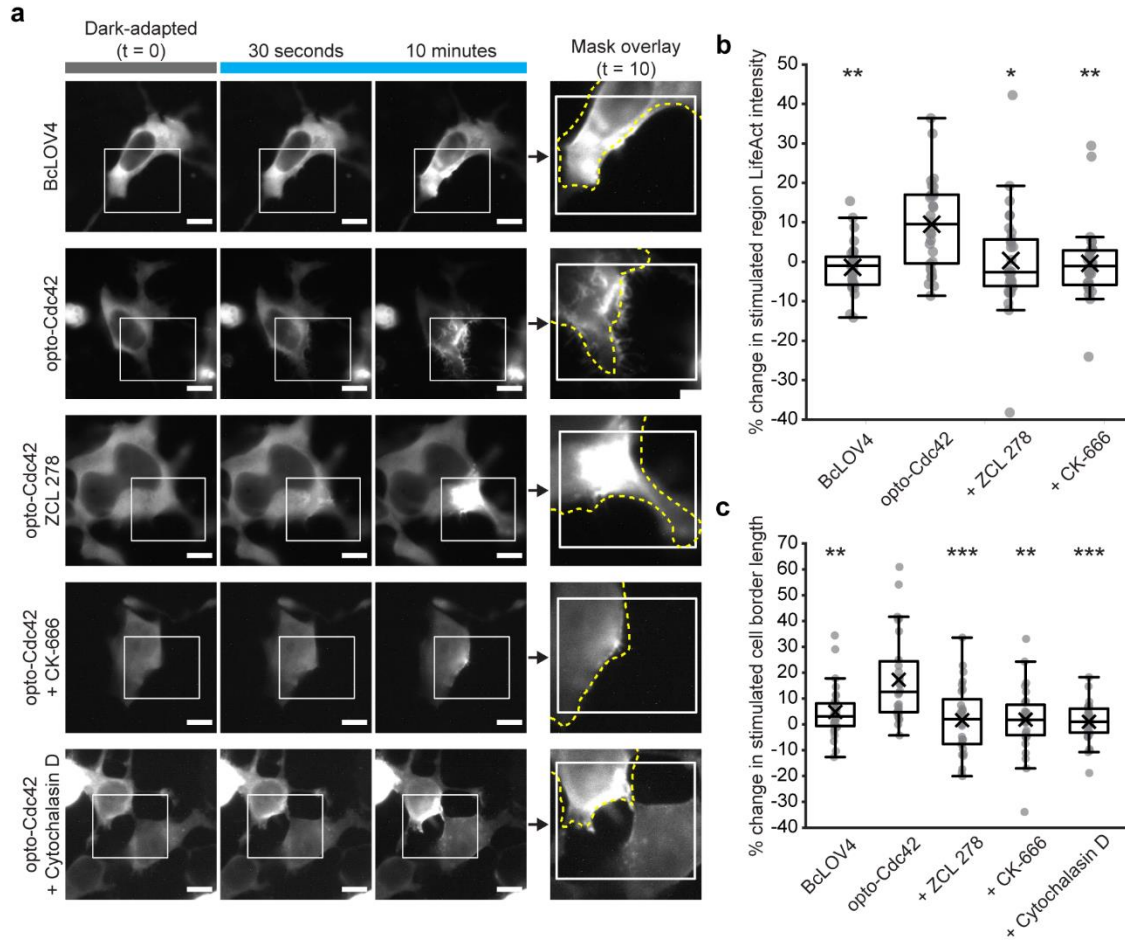 a
Dark-adapted
(t = 0)
30 seconds
10 minutes
Mask overlay
(t = 10)
BcLOV4
opto-Cdc42
opto-Cdc42
ZCL 278
opto-Cdc42
+ CK-666
opto-Cdc42
+ Cytochalasin D
b
% change in stimulated region LifeAct intensity
50
40
30
20
10
0
-10
-20
-30
-40
**
*
**
BcLOV4
opto-Cdc42
+ ZCL 278
+ CK-666
c
% change in stimulated cell border length
70
60
50
40
30
20
10
0
-10
-20
-30
-40
**
***
**
***
BcLOV4
opto-Cdc42
+ ZCL 278
+ CK-666
+ Cytochalasin D